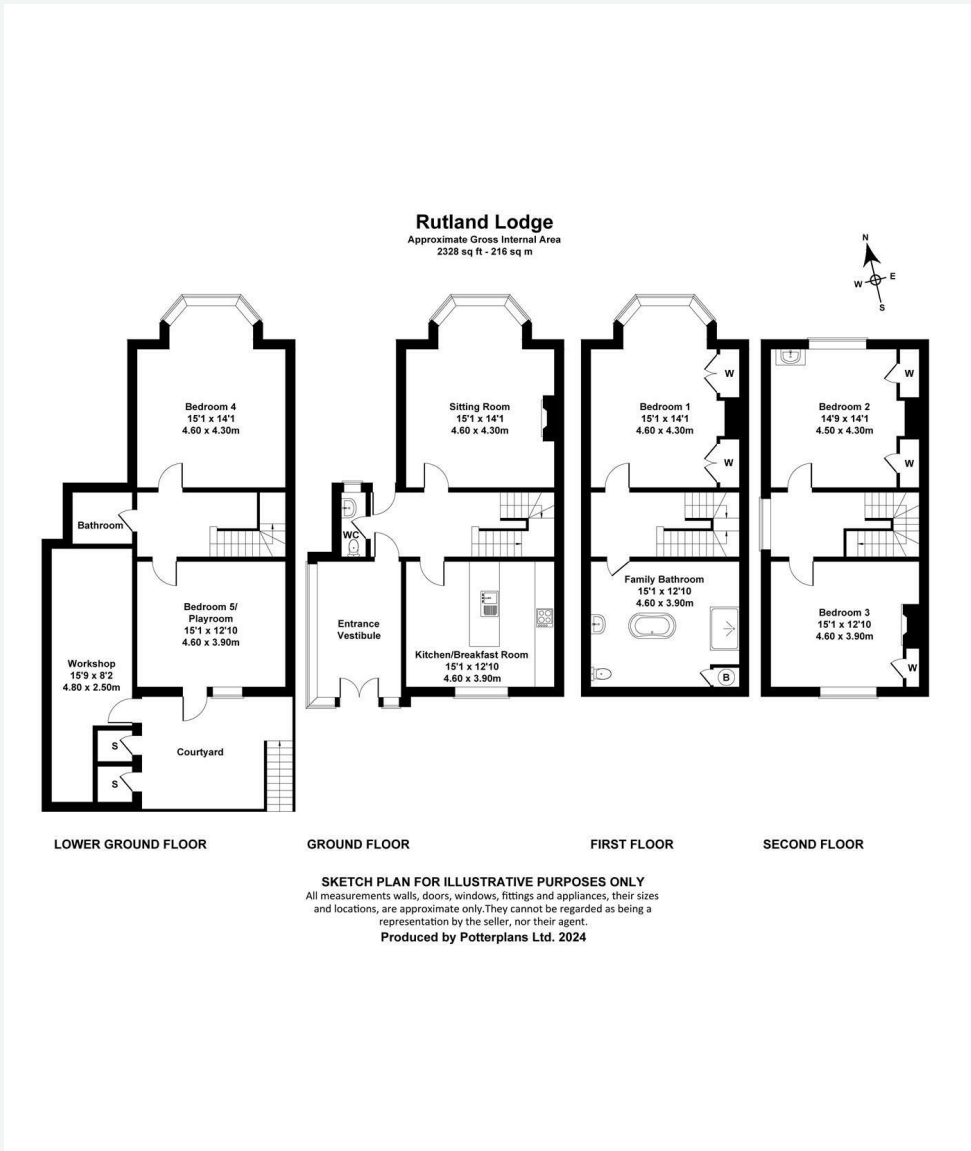 Rutland Lodge
Approximate Gross Internal Area
2328 sq ft - 216 sq m
N
E
W
S
Bedroom 4
15'1 x 14'1
4.60 x 4.30m
Bathroom
Bedroom 5/
Playroom
15'1 x 12'10
4.60 x 3.90m
Workshop
15'9 x 8'2
4.80 x 2.50m
S
S
Courtyard
LOWER GROUND FLOOR
Sitting Room
15'1 x 14'1
4.60 x 4.30m
WC
Entrance
Vestibule
Kitchen/Breakfast Room
15'1 x 12'10
4.60 x 3.90m
GROUND FLOOR
W
Bedroom 1
15'1 x 14'1
4.60 x 4.30m
W
Family Bathroom
15'1 x 12'10
4.60 x 3.90m
B
FIRST FLOOR
W
Bedroom 2
14'9 x 14'1
4.50 x 4.30m
W
Bedroom 3
15'1 x 12'10
4.60 x 3.90m
W
SECOND FLOOR
SKETCH PLAN FOR ILLUSTRATIVE PURPOSES ONLY
All measurements walls, doors, windows, fittings and appliances, their sizes
and locations, are approximate only.They cannot be regarded as being a
representation by the seller, nor their agent.
Produced by Potterplans Ltd. 2024